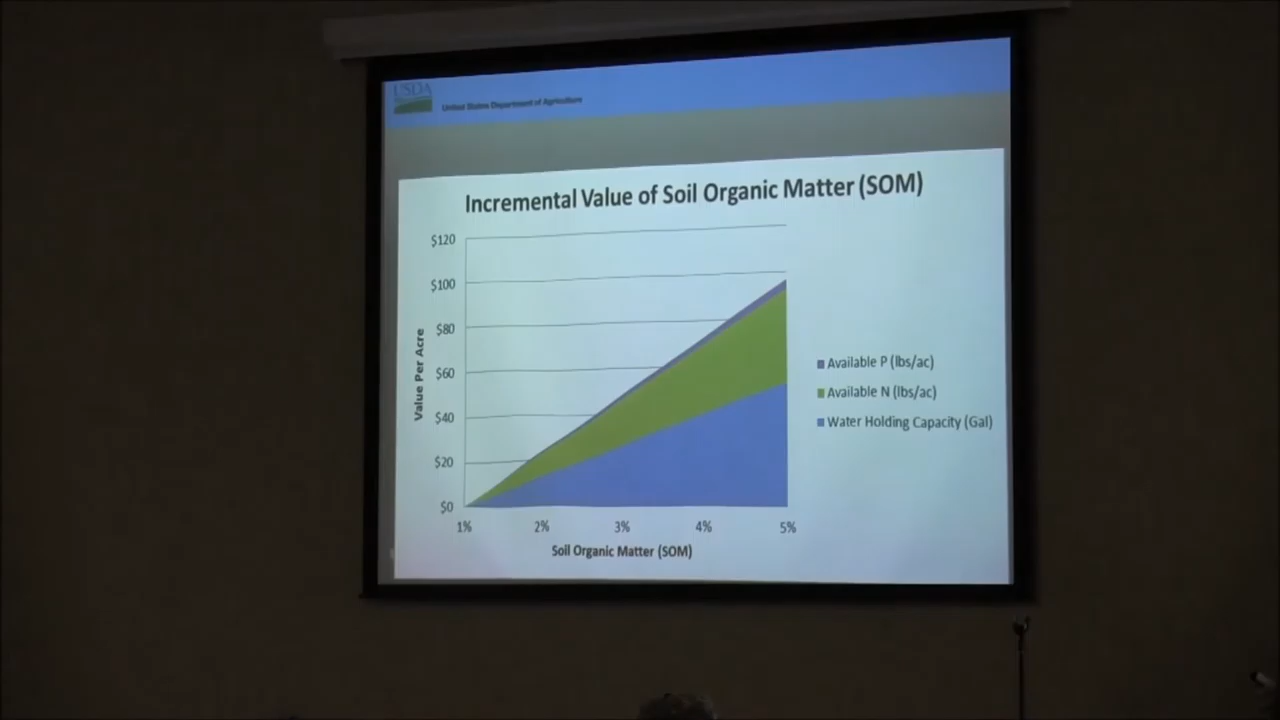 USDA
United States Department of Agriculture
Incremental Value of Soil Organic Matter (SOM)
$120
$100
$80
$60
$40
$20
$0
Value Per Acre
1% 2% 3% 4% 5%
Soil Organic Matter (SOM)
Available P (lbs/ac)
Available N (lbs/ac)
Water Holding Capacity (Gal)